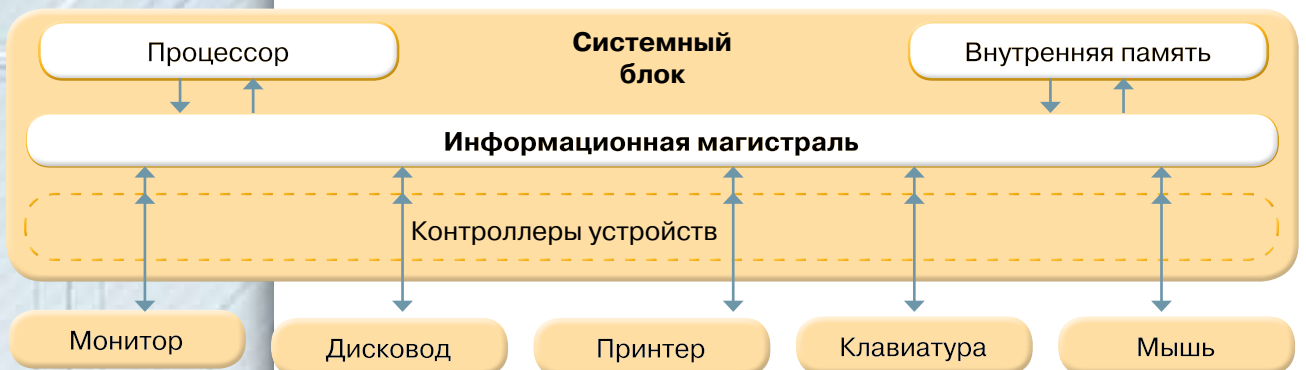 Процессор
Системный
блок
Внутренняя память
Информационная магистраль
Контроллеры устройств
Монитор
Дисковод
Принтер
Клавиатура
Мышь